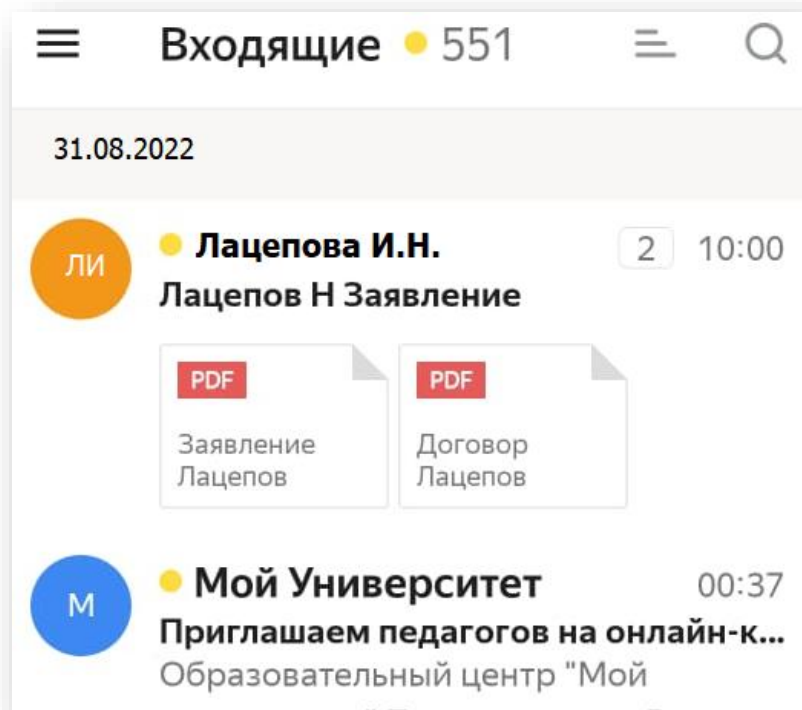 Входящие 551
31.08.2022
ЛИ
Лацепова И.Н. 2 10:00
Лацепов Н Заявление
PDF PDF
Заявление Договор
Лацепов Лацепов
М
Мой Университет 00:37
Приглашаем педагогов на онлайн-к...
Образовательный центр "Мой